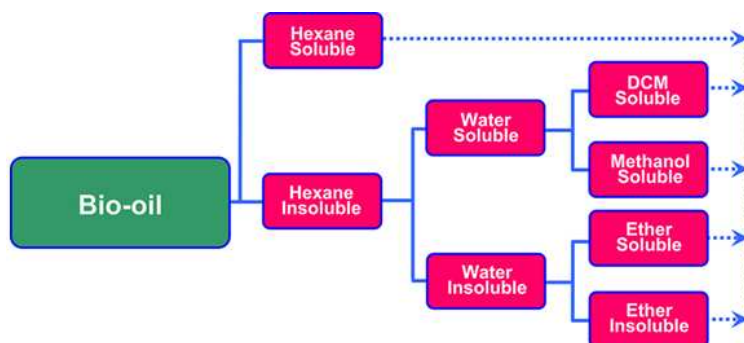 Hexane
Soluble
DCM
Soluble
Water
Soluble
Methanol
Soluble
Bio-oil
Hexane
Insoluble
Ether
Soluble
Water
Insoluble
Ether
Insoluble